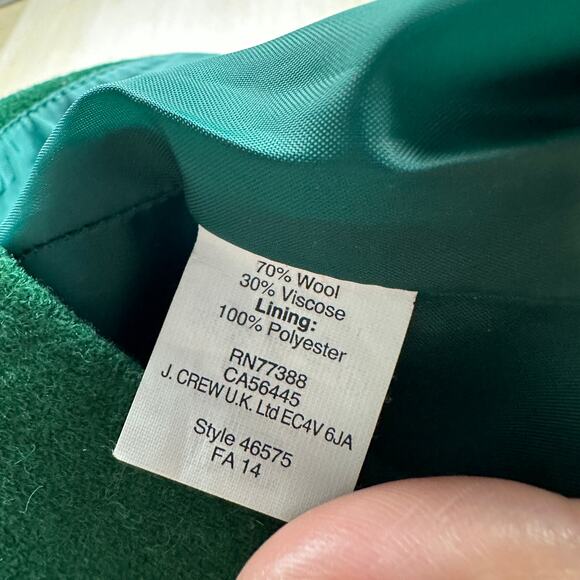 70% Wool
30% Viscose
Lining:
100% Polyester
RN77388
CA56445
J. CREW U.K. Ltd EC4V 6JA
Style 46575
FA 14